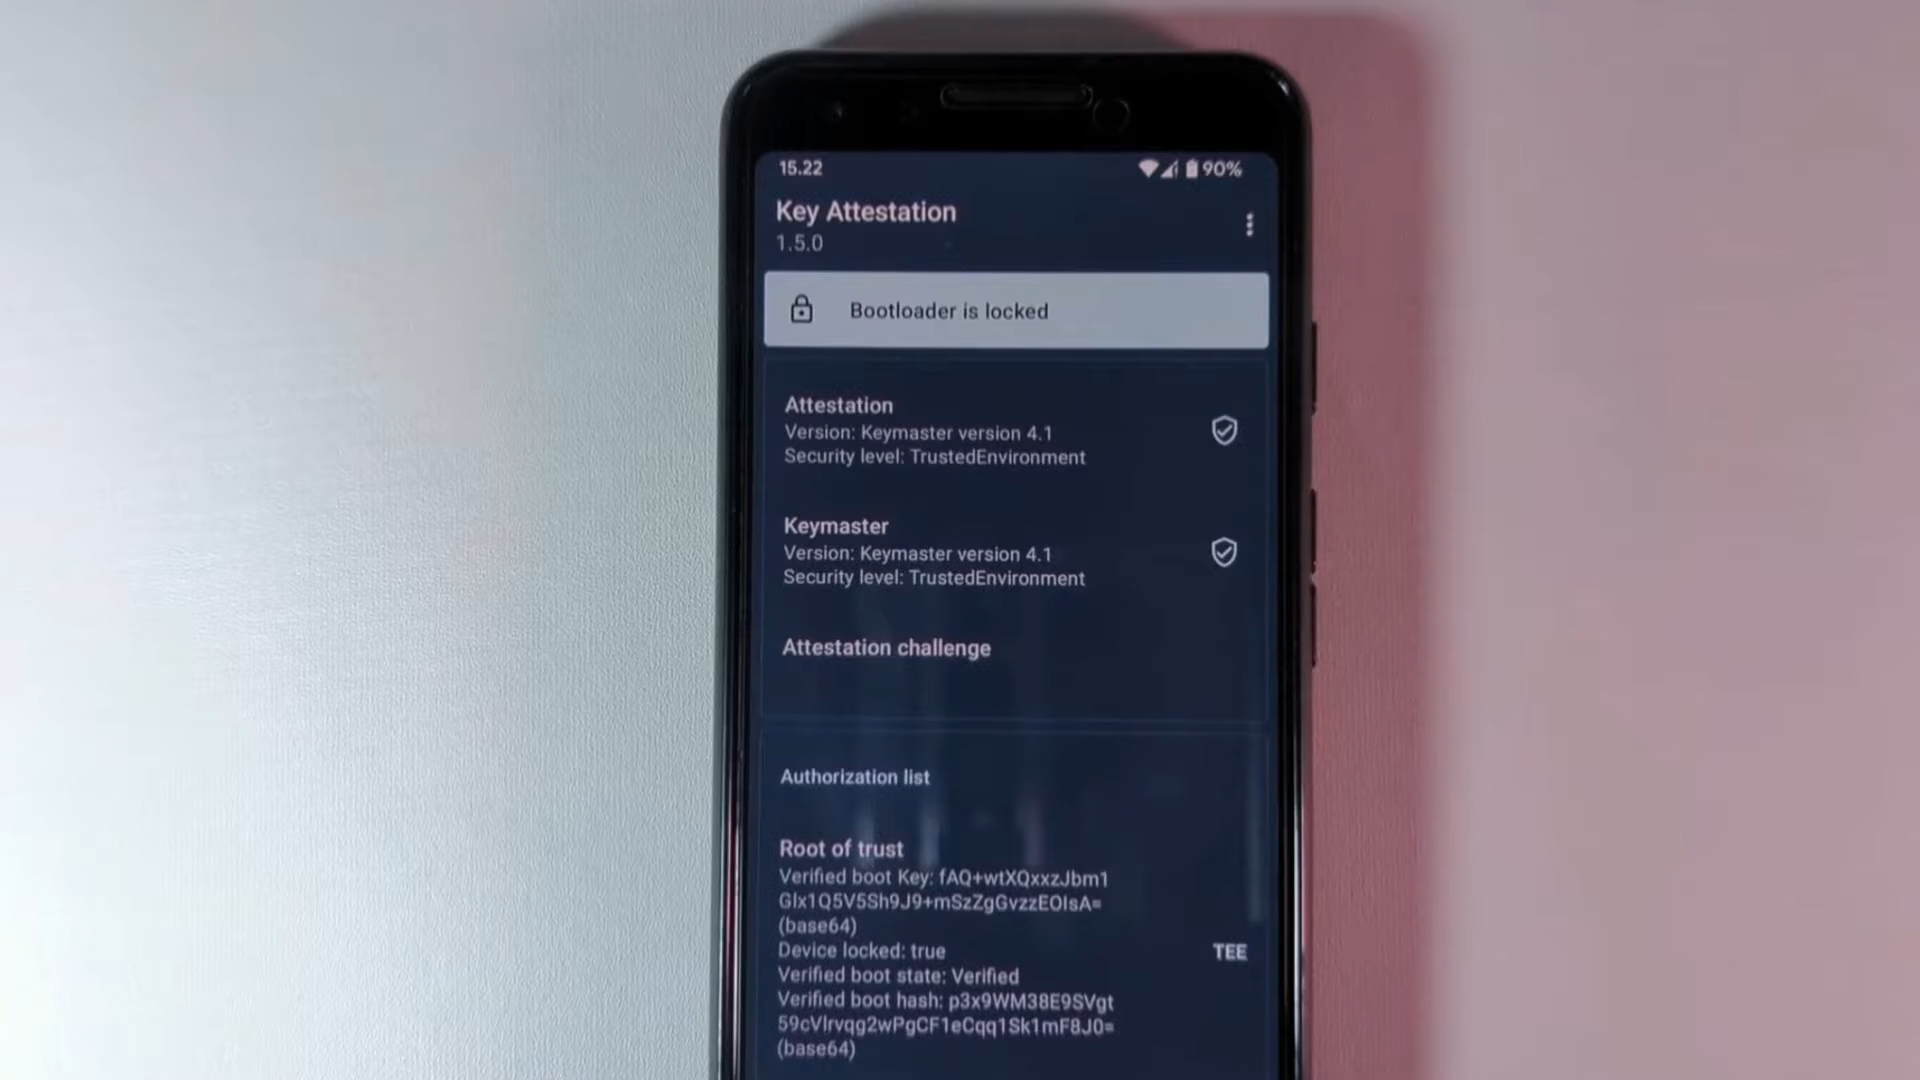 15.22
90%
Key Attestation
1.5.0
Bootloader is locked
Attestation
Version: Keymaster version 4.1
Security level: TrustedEnvironment
Keymaster
Version: Keymaster version 4.1
Security level: TrustedEnvironment
Attestation challenge
Authorization list
Root of trust
Verified boot Key: fAQ+wtXQxxzJbm1
GIx1Q5V5Sh9J9+mSzZgGvzzEOIsA=
(base64)
Device locked: true
TEE
Verified boot state: Verified
Verified boot hash: p3x9WM38E9SVgt
59cVIrvqg2wPgCF1eCqq1Sk1mF8J0=
(base64)